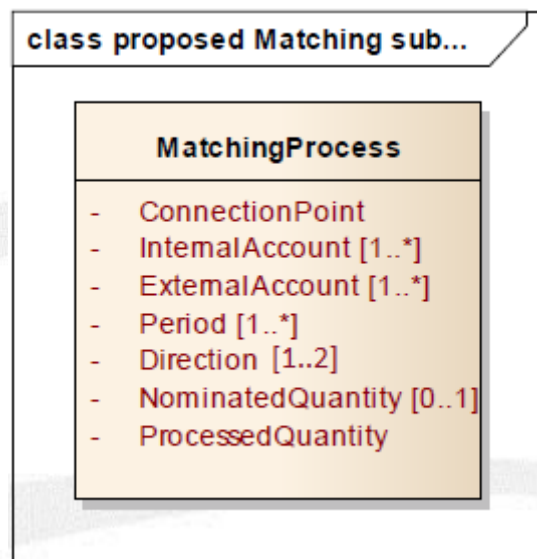 class proposed Matching sub...
MatchingProcess
- ConnectionPoint
- InternalAccount [1..*]
- ExternalAccount [1..*]
- Period [1..*]
- Direction [1..2]
- NominatedQuantity [0..1]
- ProcessedQuantity